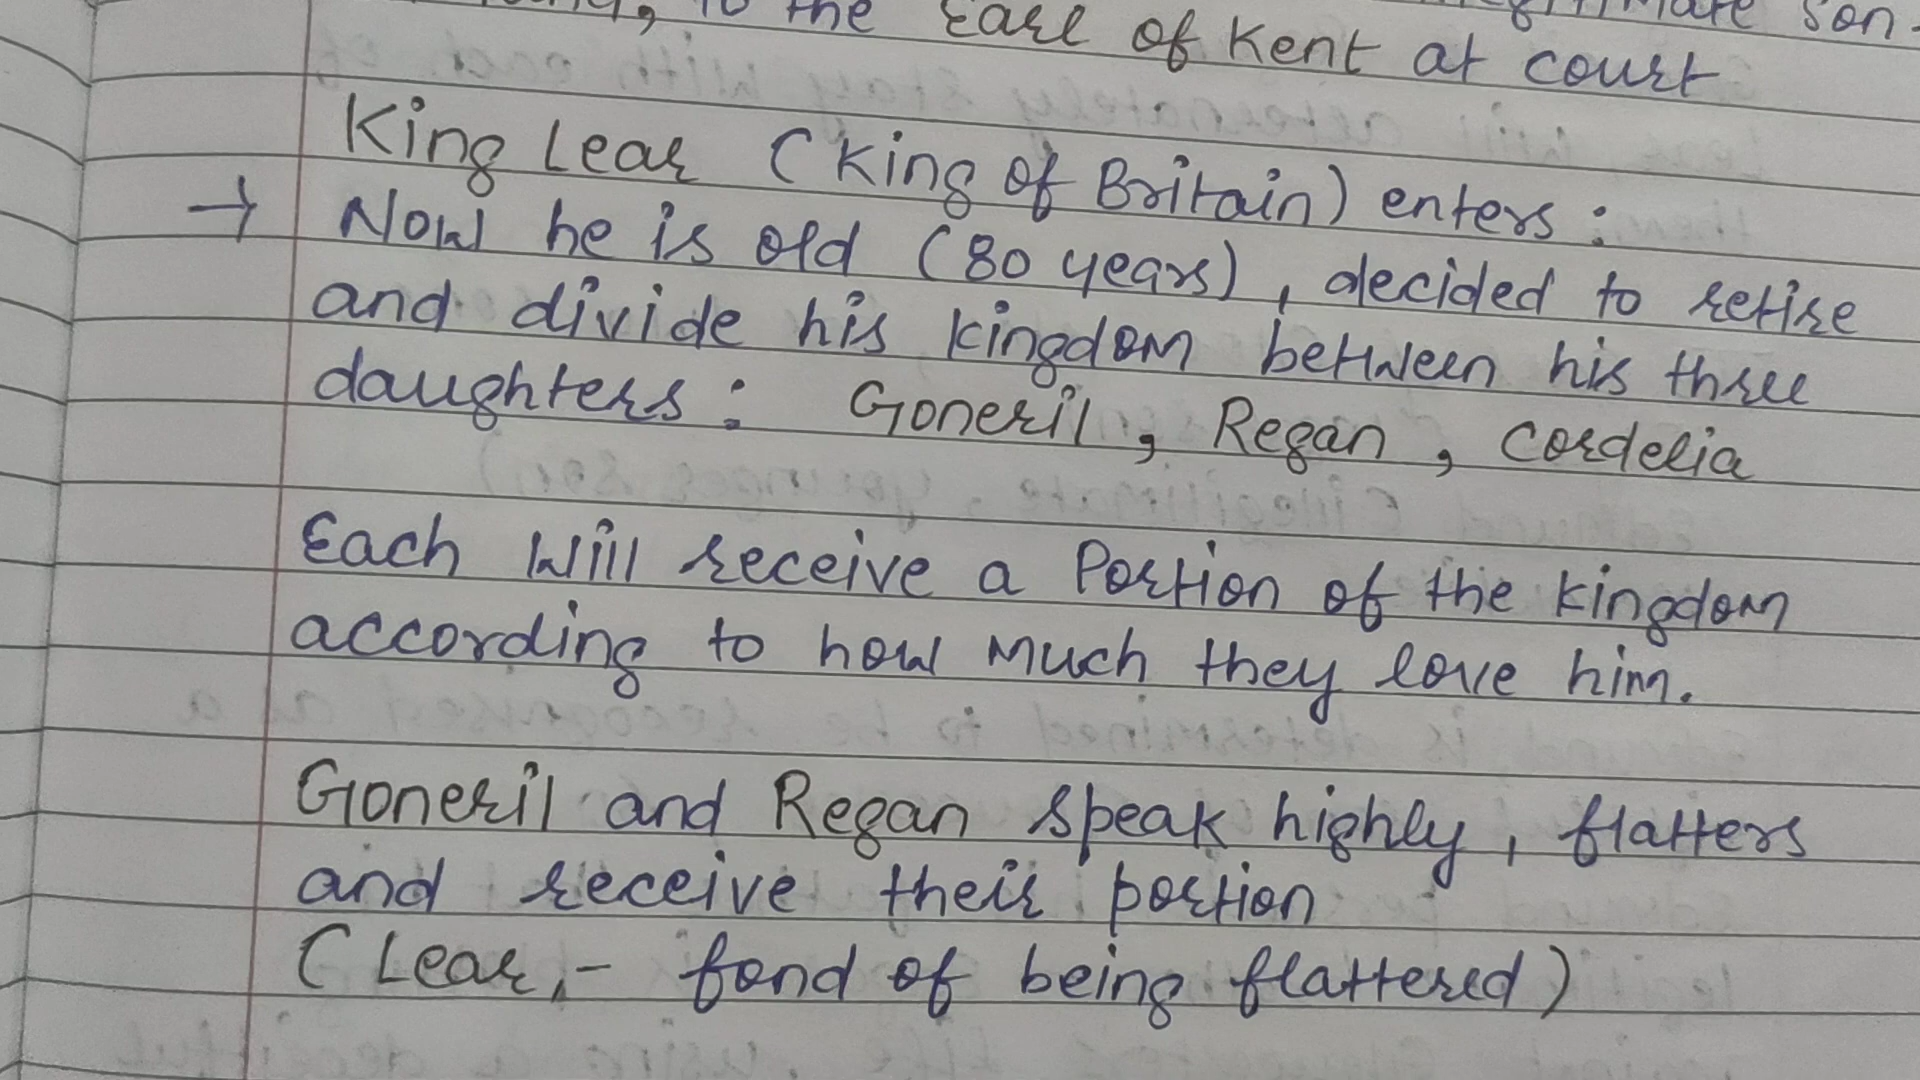 to the Earl of Kent at court
son.
King Lear (King of Britain) enters:
→ Now he is old (80 years), decided to retire
and divide his kingdom between his three
daughters: Goneril, Regan, Cordelia
Each will receive a Portion of the kingdom
according to how much they love him.
Goneril and Regan speak highly, flatters
and receive their portion
(Lear,- fond of being flattered)